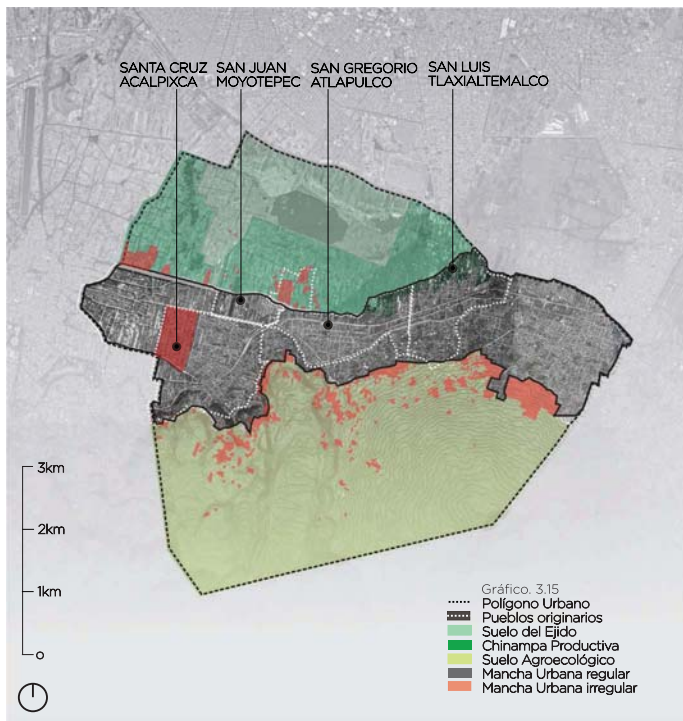 SANTA CRUZ
ACALPIXCA
SAN JUAN
MOYOTEPEC
SAN GREGORIO
ATLAPULCO
SAN LUIS
TLAXIALTEMALCO
3km
2km
1km
0
Gráfico. 3.15
Polígono Urbano
Pueblos originarios
Suelo del Ejido
Chinampa Productiva
Suelo Agroecológico
Mancha Urbana regular
Mancha Urbana irregular